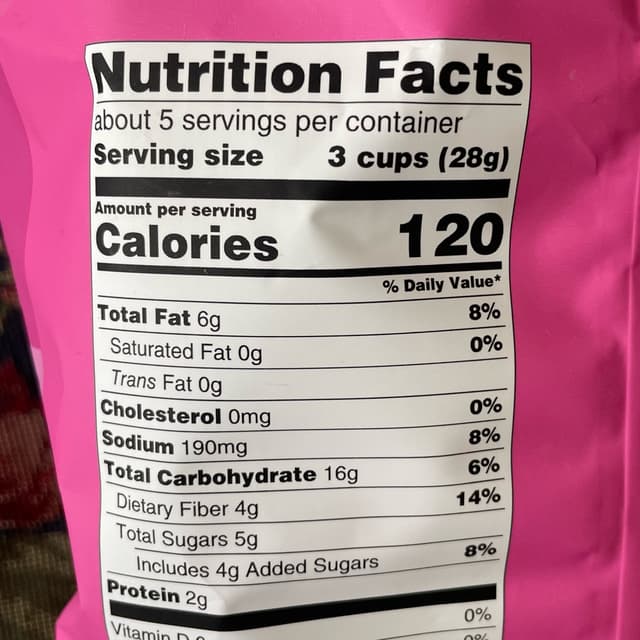 Nutrition Facts
about 5 servings per container
Serving size 3 cups (28g)
Amount per serving
Calories 120
% Daily Value*
Total Fat 6g 8%
Saturated Fat 0g 0%
Trans Fat 0g
Cholesterol 0mg 0%
Sodium 190mg 8%
Total Carbohydrate 16g 6%
Dietary Fiber 4g 14%
Total Sugars 5g
Includes 4g Added Sugars 8%
Protein 2g
Vitamin D 0%
0%